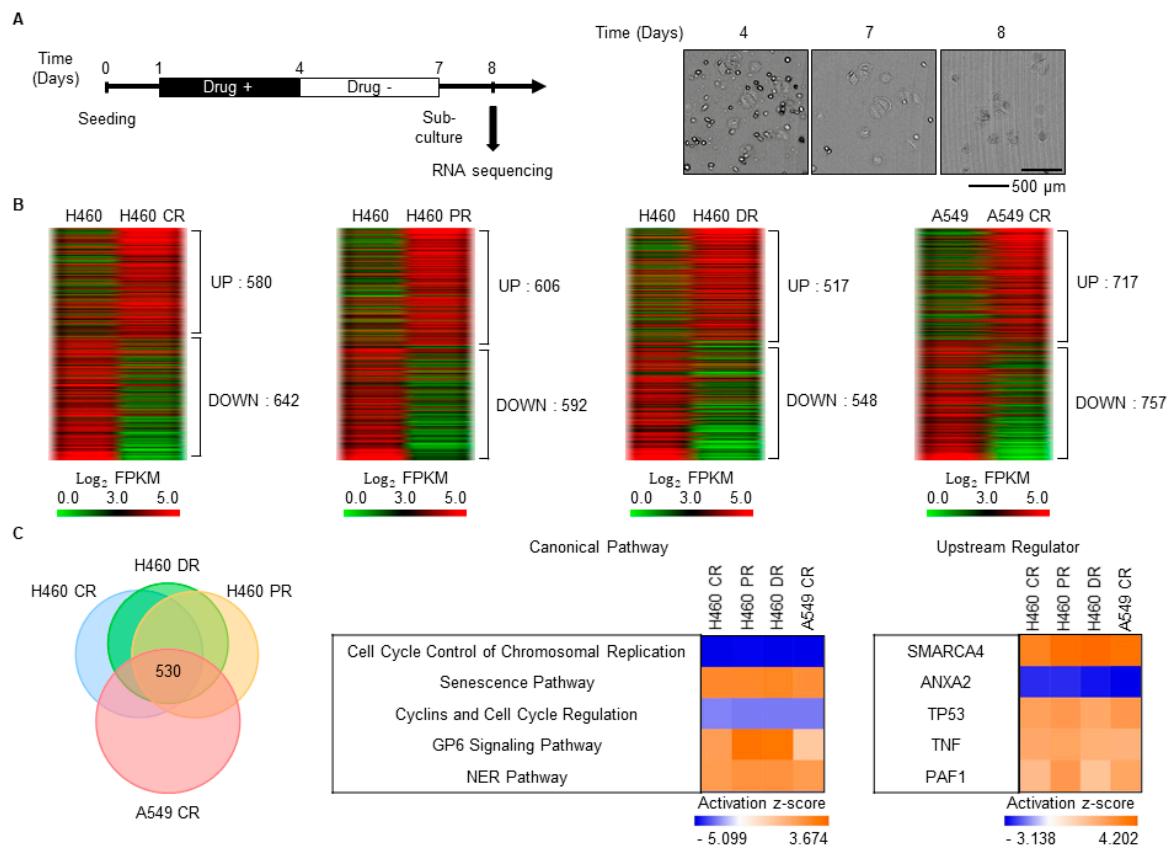 A
Time
(Days)
0 1 4 7 8
Drug +
Drug -
Seeding
Sub-
culture
RNA sequencing
Time (Days) 4 7 8
500 µm
B
H460 H460 CR
UP : 580
DOWN : 642
Log₂ FPKM
0.0 3.0 5.0
H460 H460 PR
UP : 606
DOWN : 592
Log₂ FPKM
0.0 3.0 5.0
H460 H460 DR
UP : 517
DOWN : 548
Log₂ FPKM
0.0 3.0 5.0
A549 A549 CR
UP : 717
DOWN : 757
Log₂ FPKM
0.0 3.0 5.0
C
H460 DR
H460 CR
H460 PR
530
A549 CR
Canonical Pathway
H460 CR
H460 PR
H460 DR
A549 CR
Cell Cycle Control of Chromosomal Replication
Senescence Pathway
Cyclins and Cell Cycle Regulation
GP6 Signaling Pathway
NER Pathway
Activation z-score
- 5.099 3.674
Upstream Regulator
H460 CR
H460 PR
H460 DR
A549 CR
SMARCA4
ANXA2
TP53
TNF
PAF1
Activation z-score
- 3.138 4.202